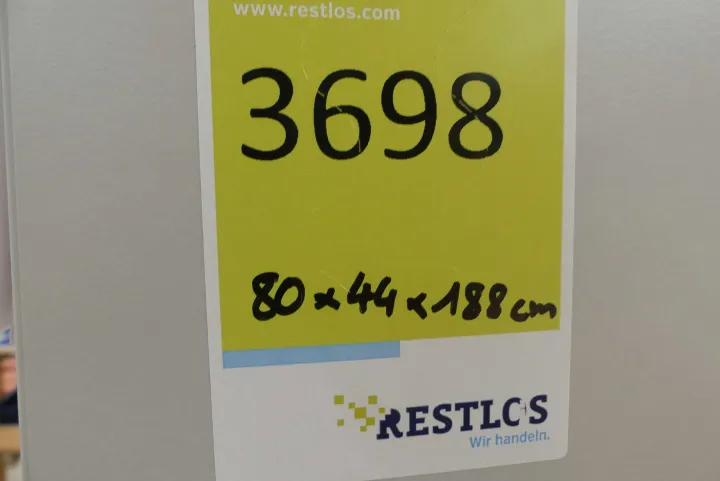 www.restlos.com
3698
80 x 44 x 188 cm
RESTLOS
Wir handeln.